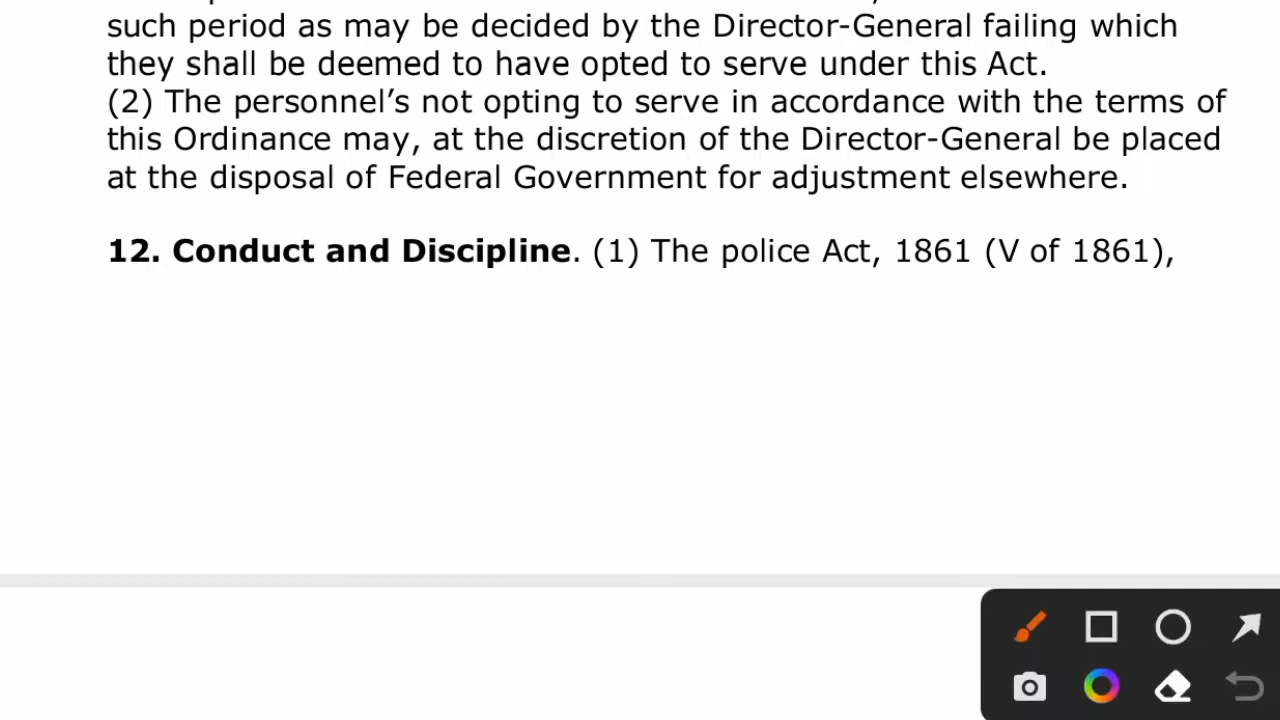 such period as may be decided by the Director-General failing which
they shall be deemed to have opted to serve under this Act.
(2) The personnel’s not opting to serve in accordance with the terms of
this Ordinance may, at the discretion of the Director-General be placed
at the disposal of Federal Government for adjustment elsewhere.
12. Conduct and Discipline. (1) The police Act, 1861 (V of 1861),